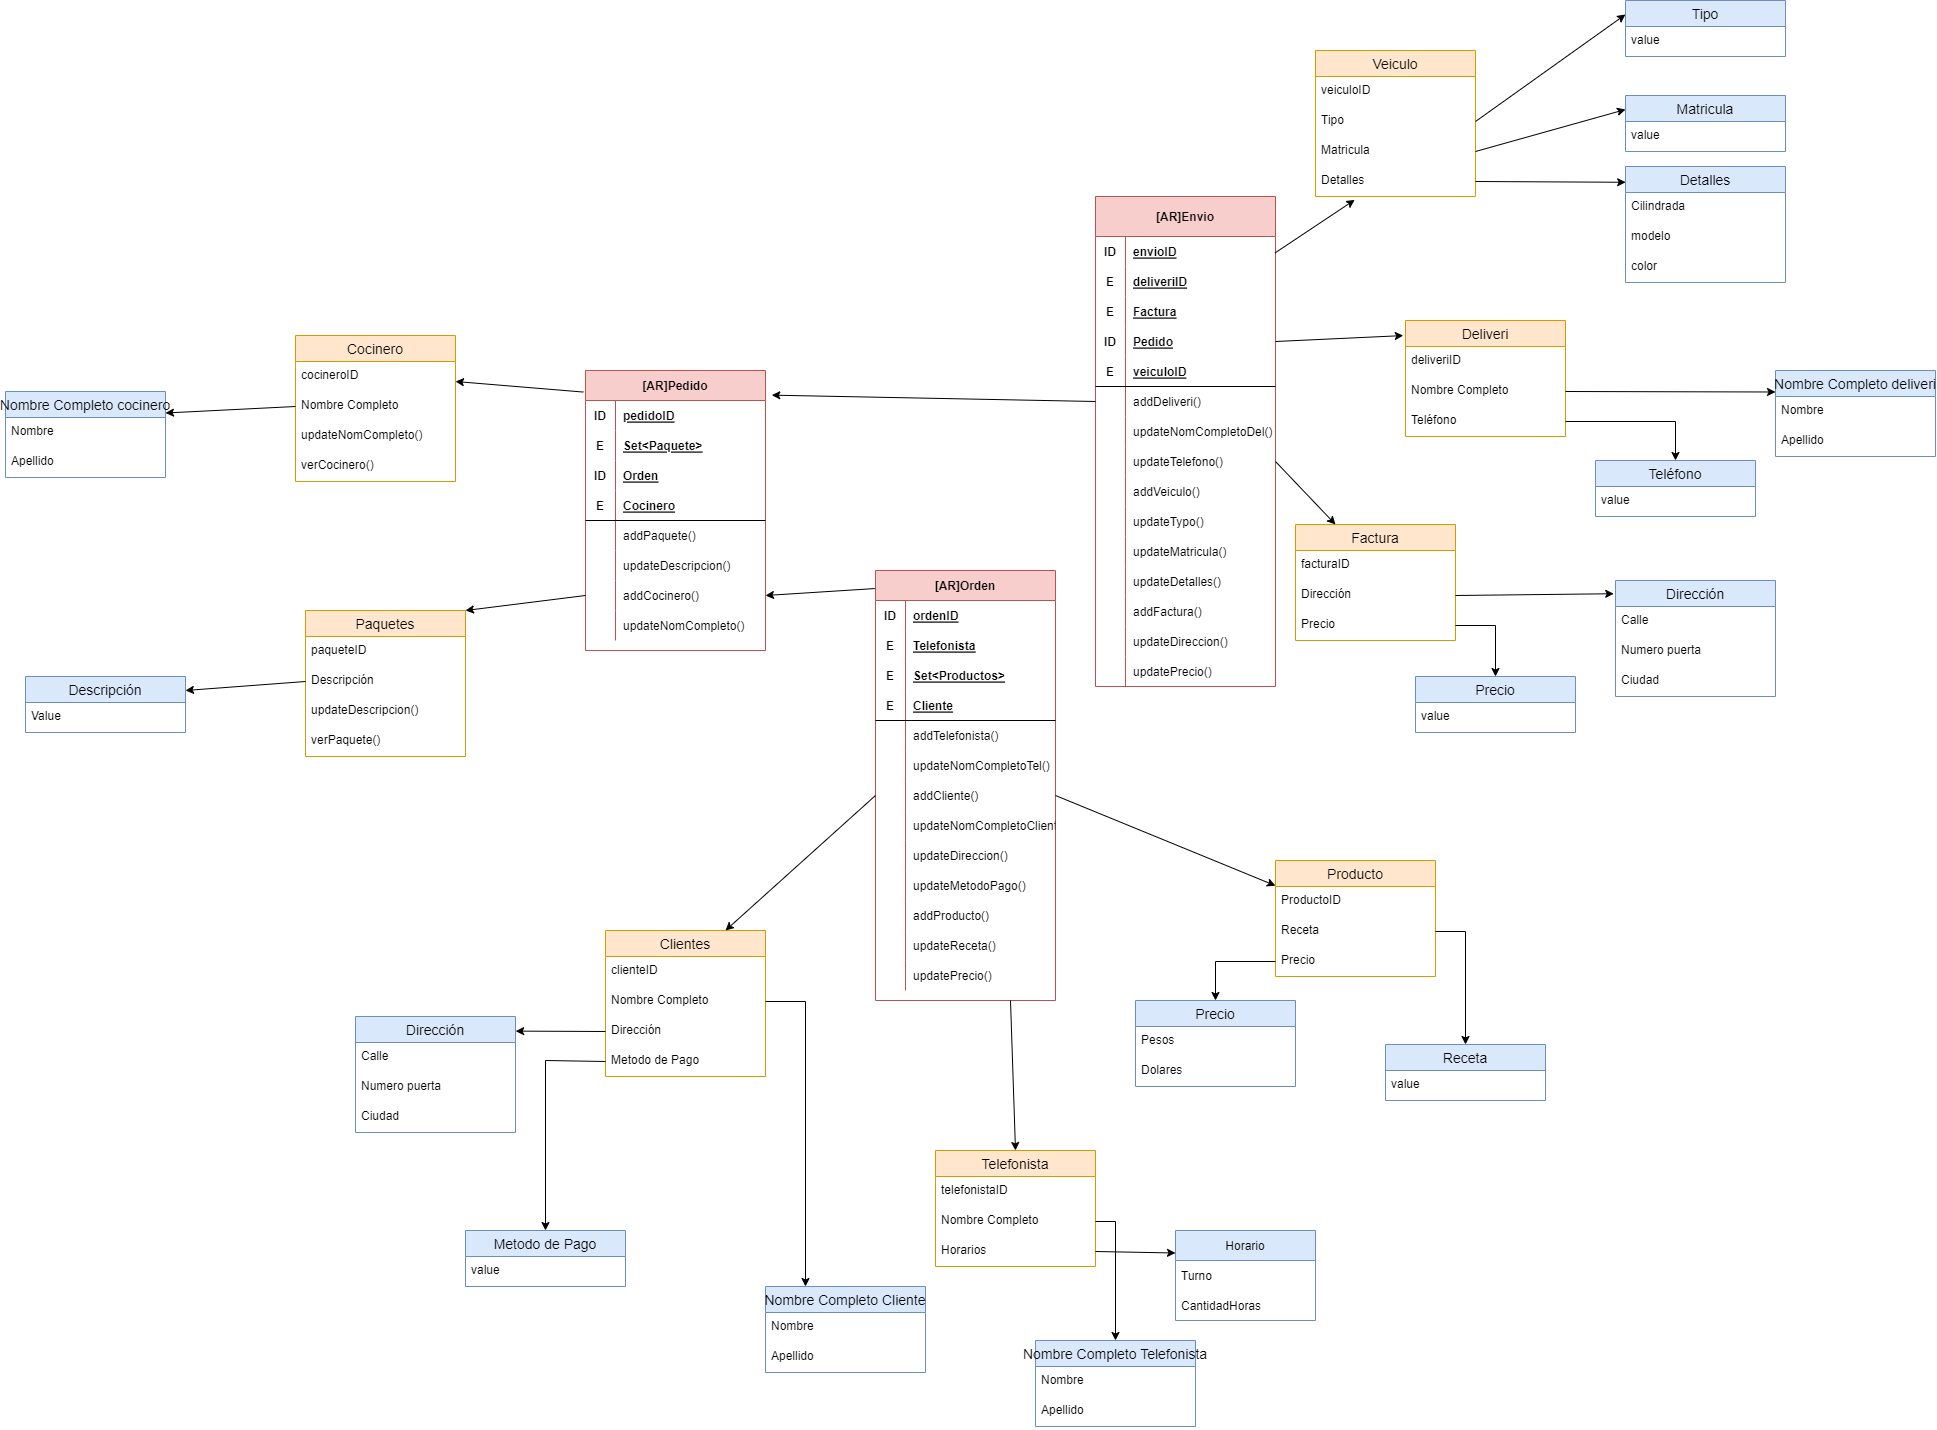 Tipo
value
Veiculo
veiculoID
Tipo
Matricula
Detalles
Matricula
value
Detalles
Cilindrada
modelo
color
[AR]Envio
ID envioID
E deliveriID
E Factura
ID Pedido
E veiculoID
addDeliveri()
updateNomCompletoDel()
updateTelefono()
addVeiculo()
updateTypo()
updateMatricula()
updateDetalles()
addFactura()
updateDireccion()
updatePrecio()
Deliveri
deliveriID
Nombre Completo
Teléfono
Nombre Completo deliveri
Nombre
Apellido
Teléfono
value
Cocinero
cocineroID
Nombre Completo
updateNomCompleto()
verCocinero()
Nombre Completo cocinero
Nombre
Apellido
[AR]Pedido
ID pedidoID
E Set<Paquete>
ID Orden
E Cocinero
addPaquete()
updateDescripcion()
addCocinero()
updateNomCompleto()
Factura
facturaID
Dirección
Precio
Dirección
Calle
Numero puerta
Ciudad
Precio
value
Paquetes
paqueteID
Descripción
updateDescripcion()
verPaquete()
Descripción
Value
[AR]Orden
ID ordenID
E Telefonista
E Set<Productos>
E Cliente
addTelefonista()
updateNomCompletoTel()
addCliente()
updateNomCompletoClient
updateDireccion()
updateMetodoPago()
addProducto()
updateReceta()
updatePrecio()
Producto
ProductoID
Receta
Precio
Precio
Pesos
Dolares
Receta
value
Clientes
clienteID
Nombre Completo
Dirección
Metodo de Pago
Dirección
Calle
Numero puerta
Ciudad
Metodo de Pago
value
Nombre Completo Cliente
Nombre
Apellido
Telefonista
telefonistaID
Nombre Completo
Horarios
Horario
Turno
CantidadHoras
Nombre Completo Telefonista
Nombre
Apellido